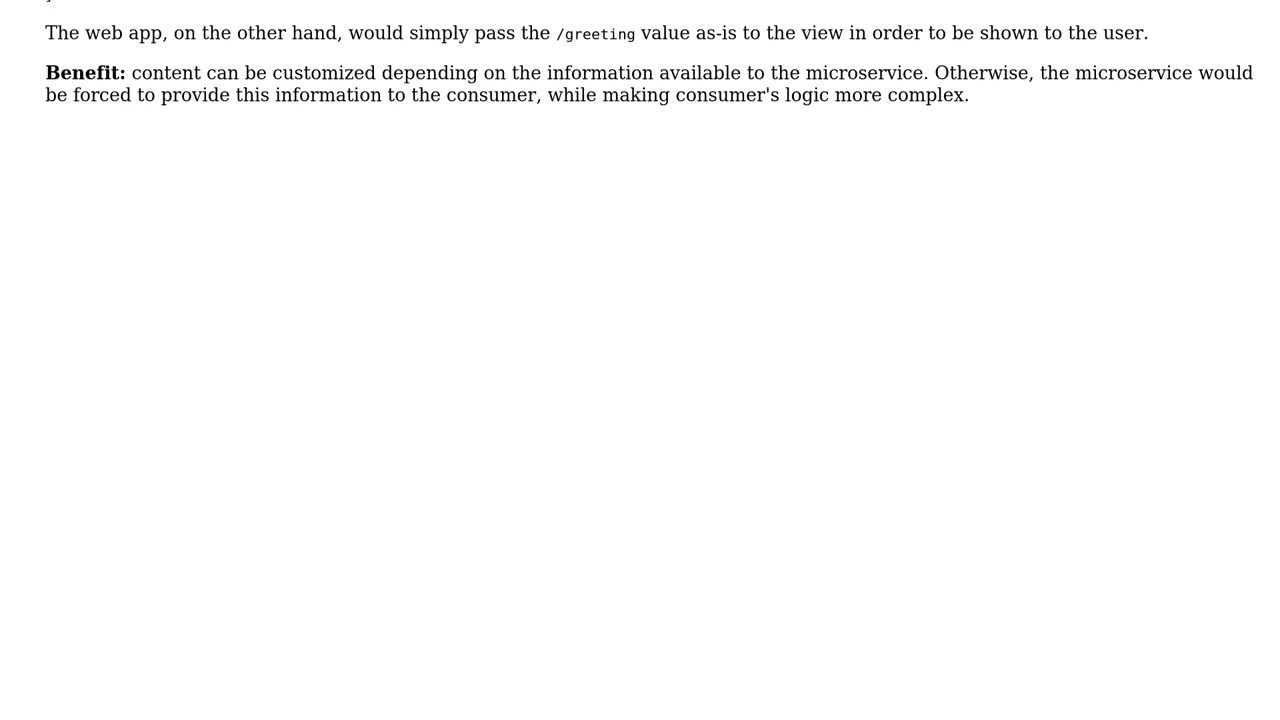 The web app, on the other hand, would simply pass the /greeting value as-is to the view in order to be shown to the user.
Benefit: content can be customized depending on the information available to the microservice. Otherwise, the microservice would
be forced to provide this information to the consumer, while making consumer's logic more complex.